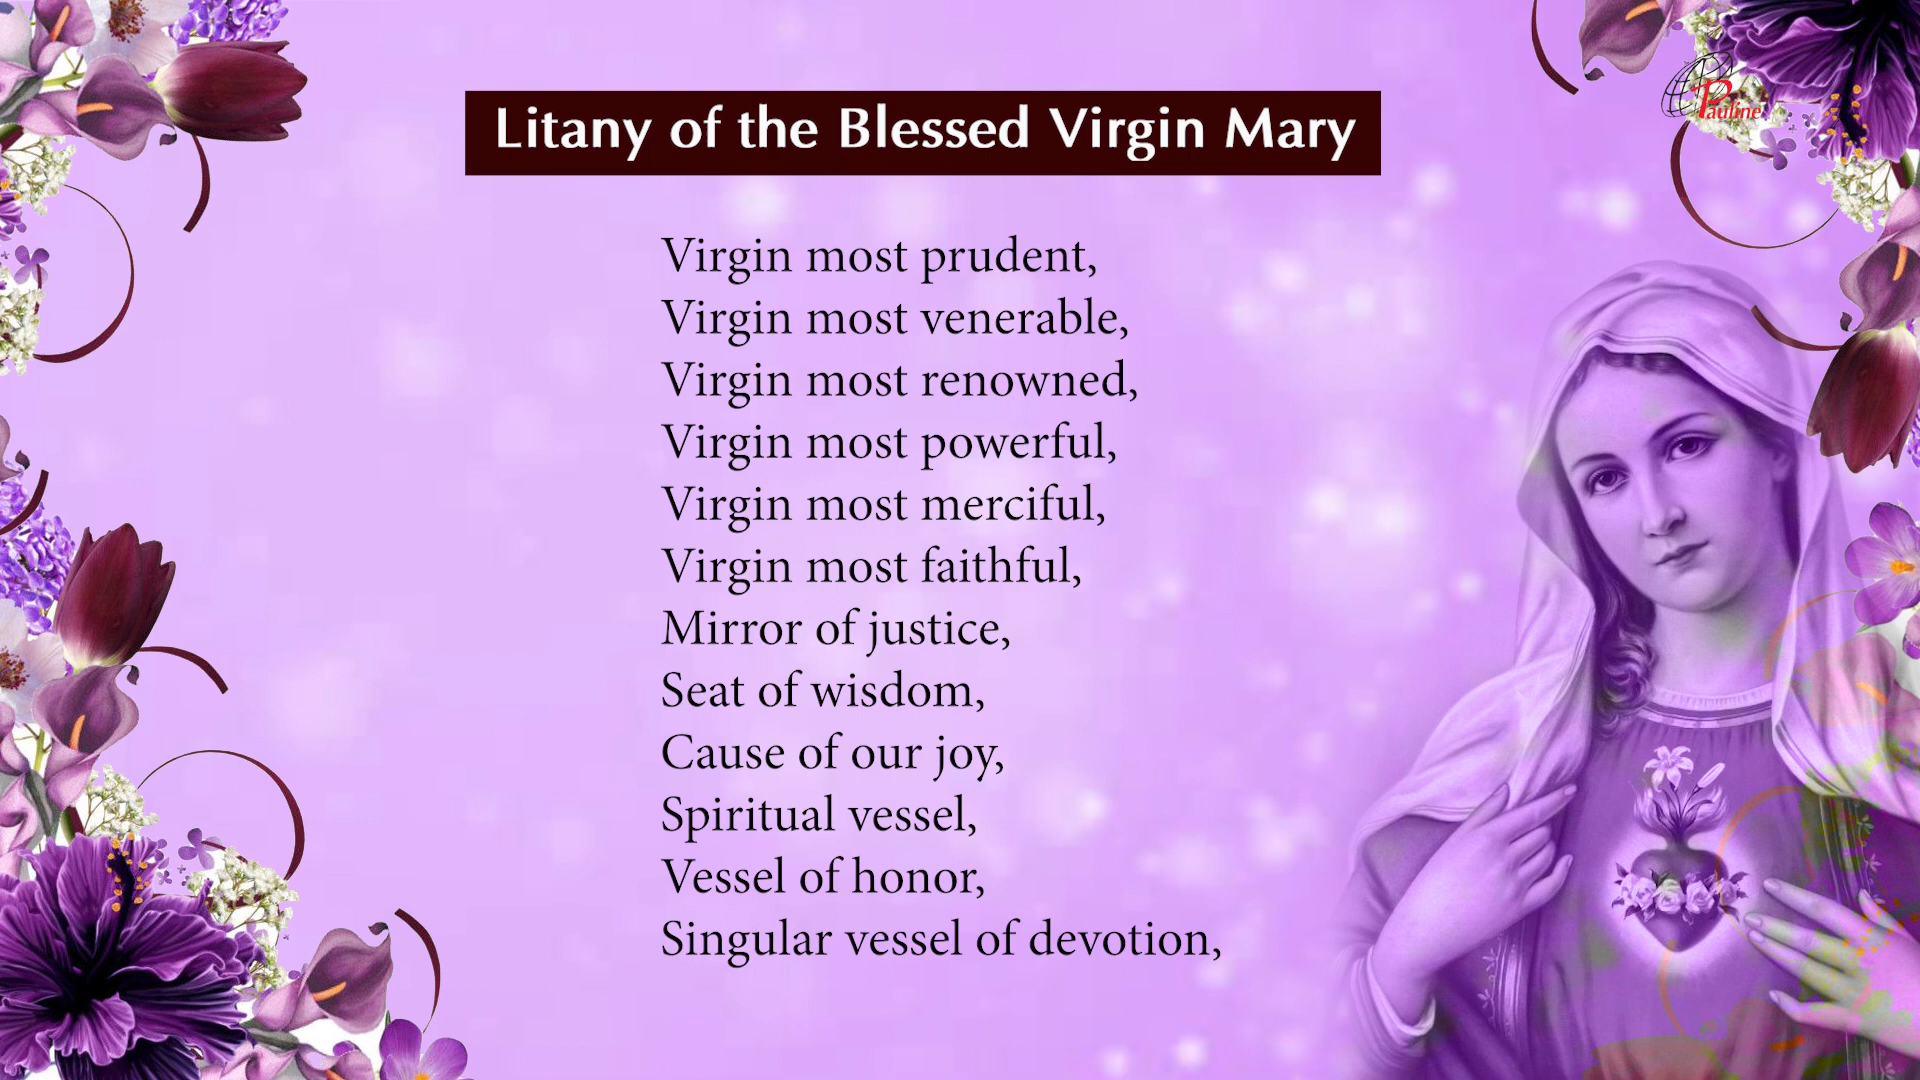 Pauline
Litany of the Blessed Virgin Mary
Virgin most prudent,
Virgin most venerable,
Virgin most renowned,
Virgin most powerful,
Virgin most merciful,
Virgin most faithful,
Mirror of justice,
Seat of wisdom,
Cause of our joy,
Spiritual vessel,
Vessel of honor,
Singular vessel of devotion,